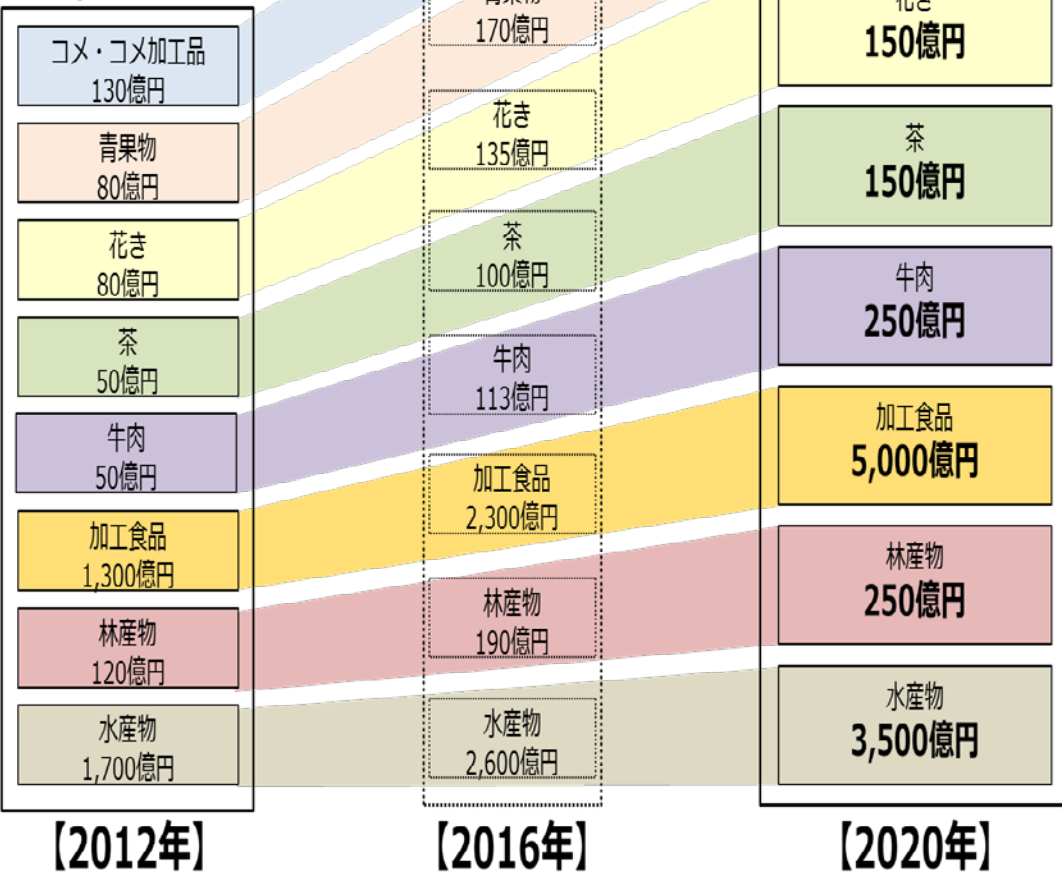 コメ・コメ加工品
130億円
青果物
80億円
花き
80億円
茶
50億円
牛肉
50億円
加工食品
1,300億円
林産物
120億円
水産物
1,700億円
【2012年】
青果物
170億円
花き
135億円
茶
100億円
牛肉
113億円
加工食品
2,300億円
林産物
190億円
水産物
2,600億円
【2016年】
花き
150億円
茶
150億円
牛肉
250億円
加工食品
5,000億円
林産物
250億円
水産物
3,500億円
【2020年】